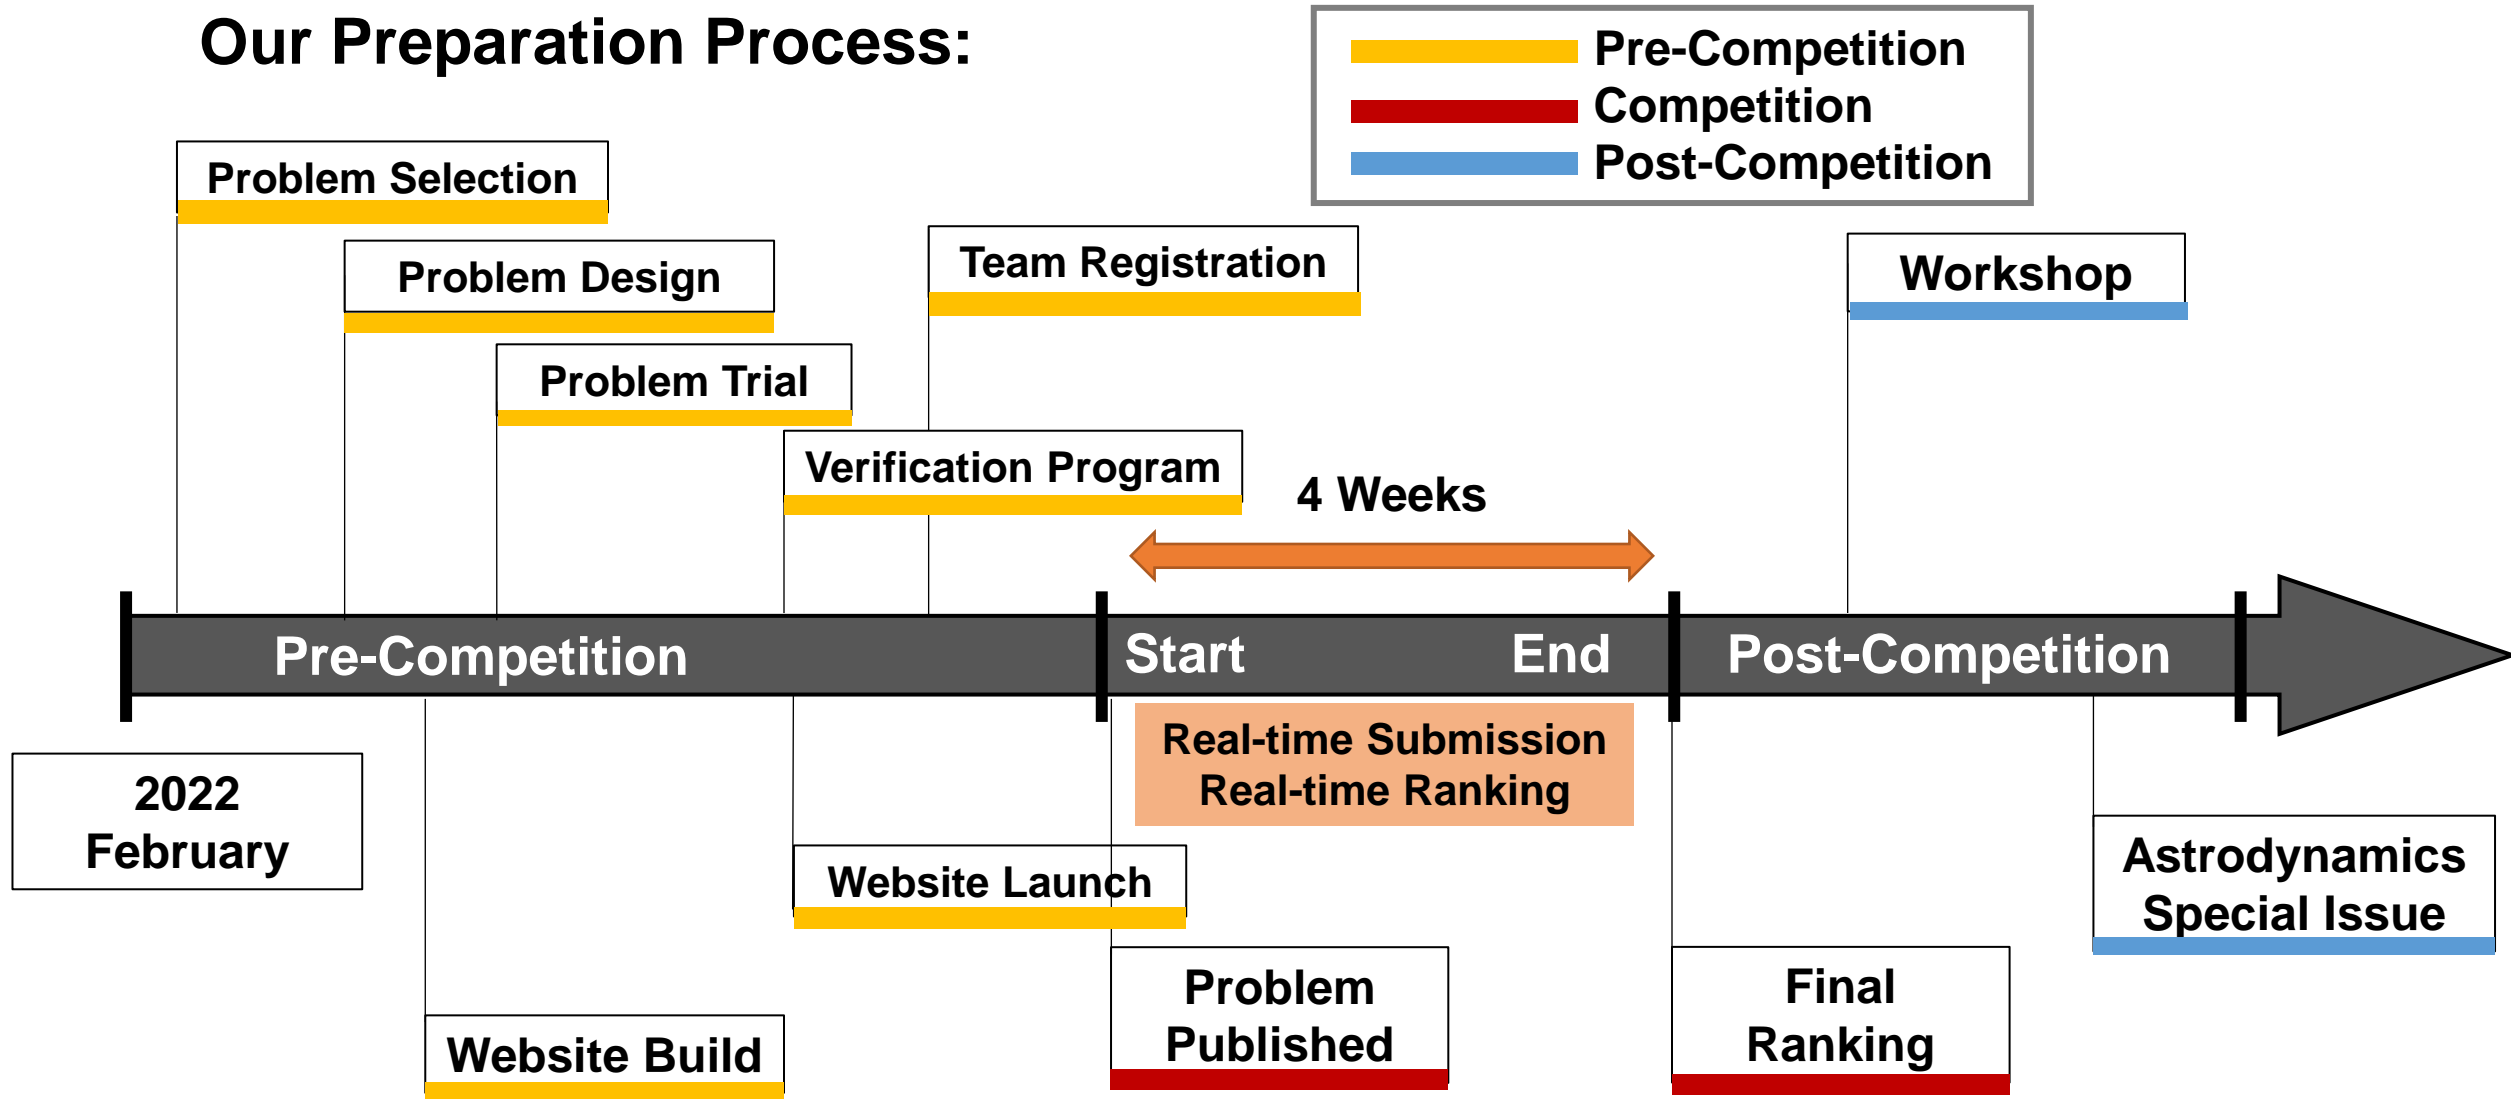 Our Preparation Process:
Pre-Competition
Competition
Post-Competition
Problem Selection
Problem Design
Team Registration
Workshop
Problem Trial
Verification Program
4 Weeks
Pre-Competition
Start
End
Post-Competition
2022
February
Real-time Submission
Real-time Ranking
Website Launch
Astrodynamics
Special Issue
Website Build
Problem
Published
Final
Ranking